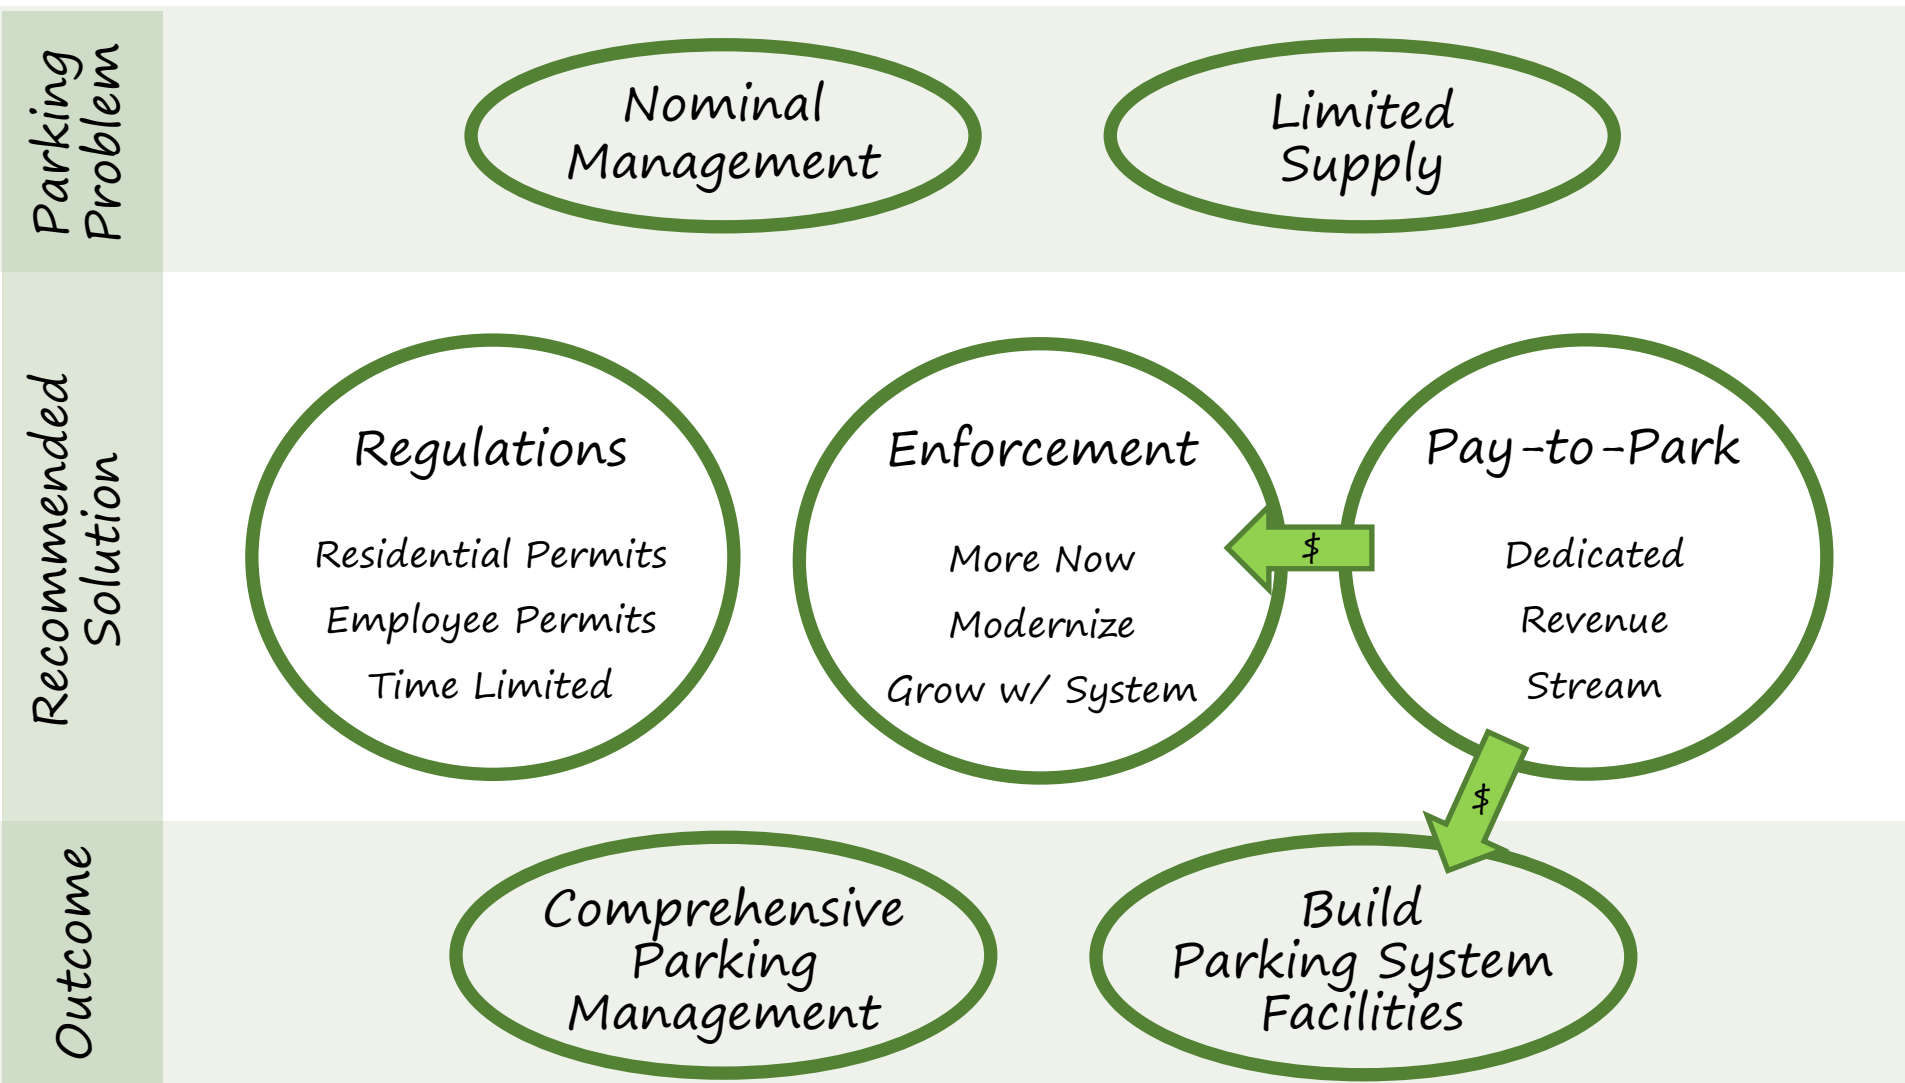 Parking
Problem
Nominal
Management
Limited
Supply
Recommended
Solution
Regulations
Residential Permits
Employee Permits
Time Limited
Enforcement
More Now
Modernize
Grow w/ System
$
Pay-to-Park
Dedicated
Revenue
Stream
$
Outcome
Comprehensive
Parking
Management
Build
Parking System
Facilities